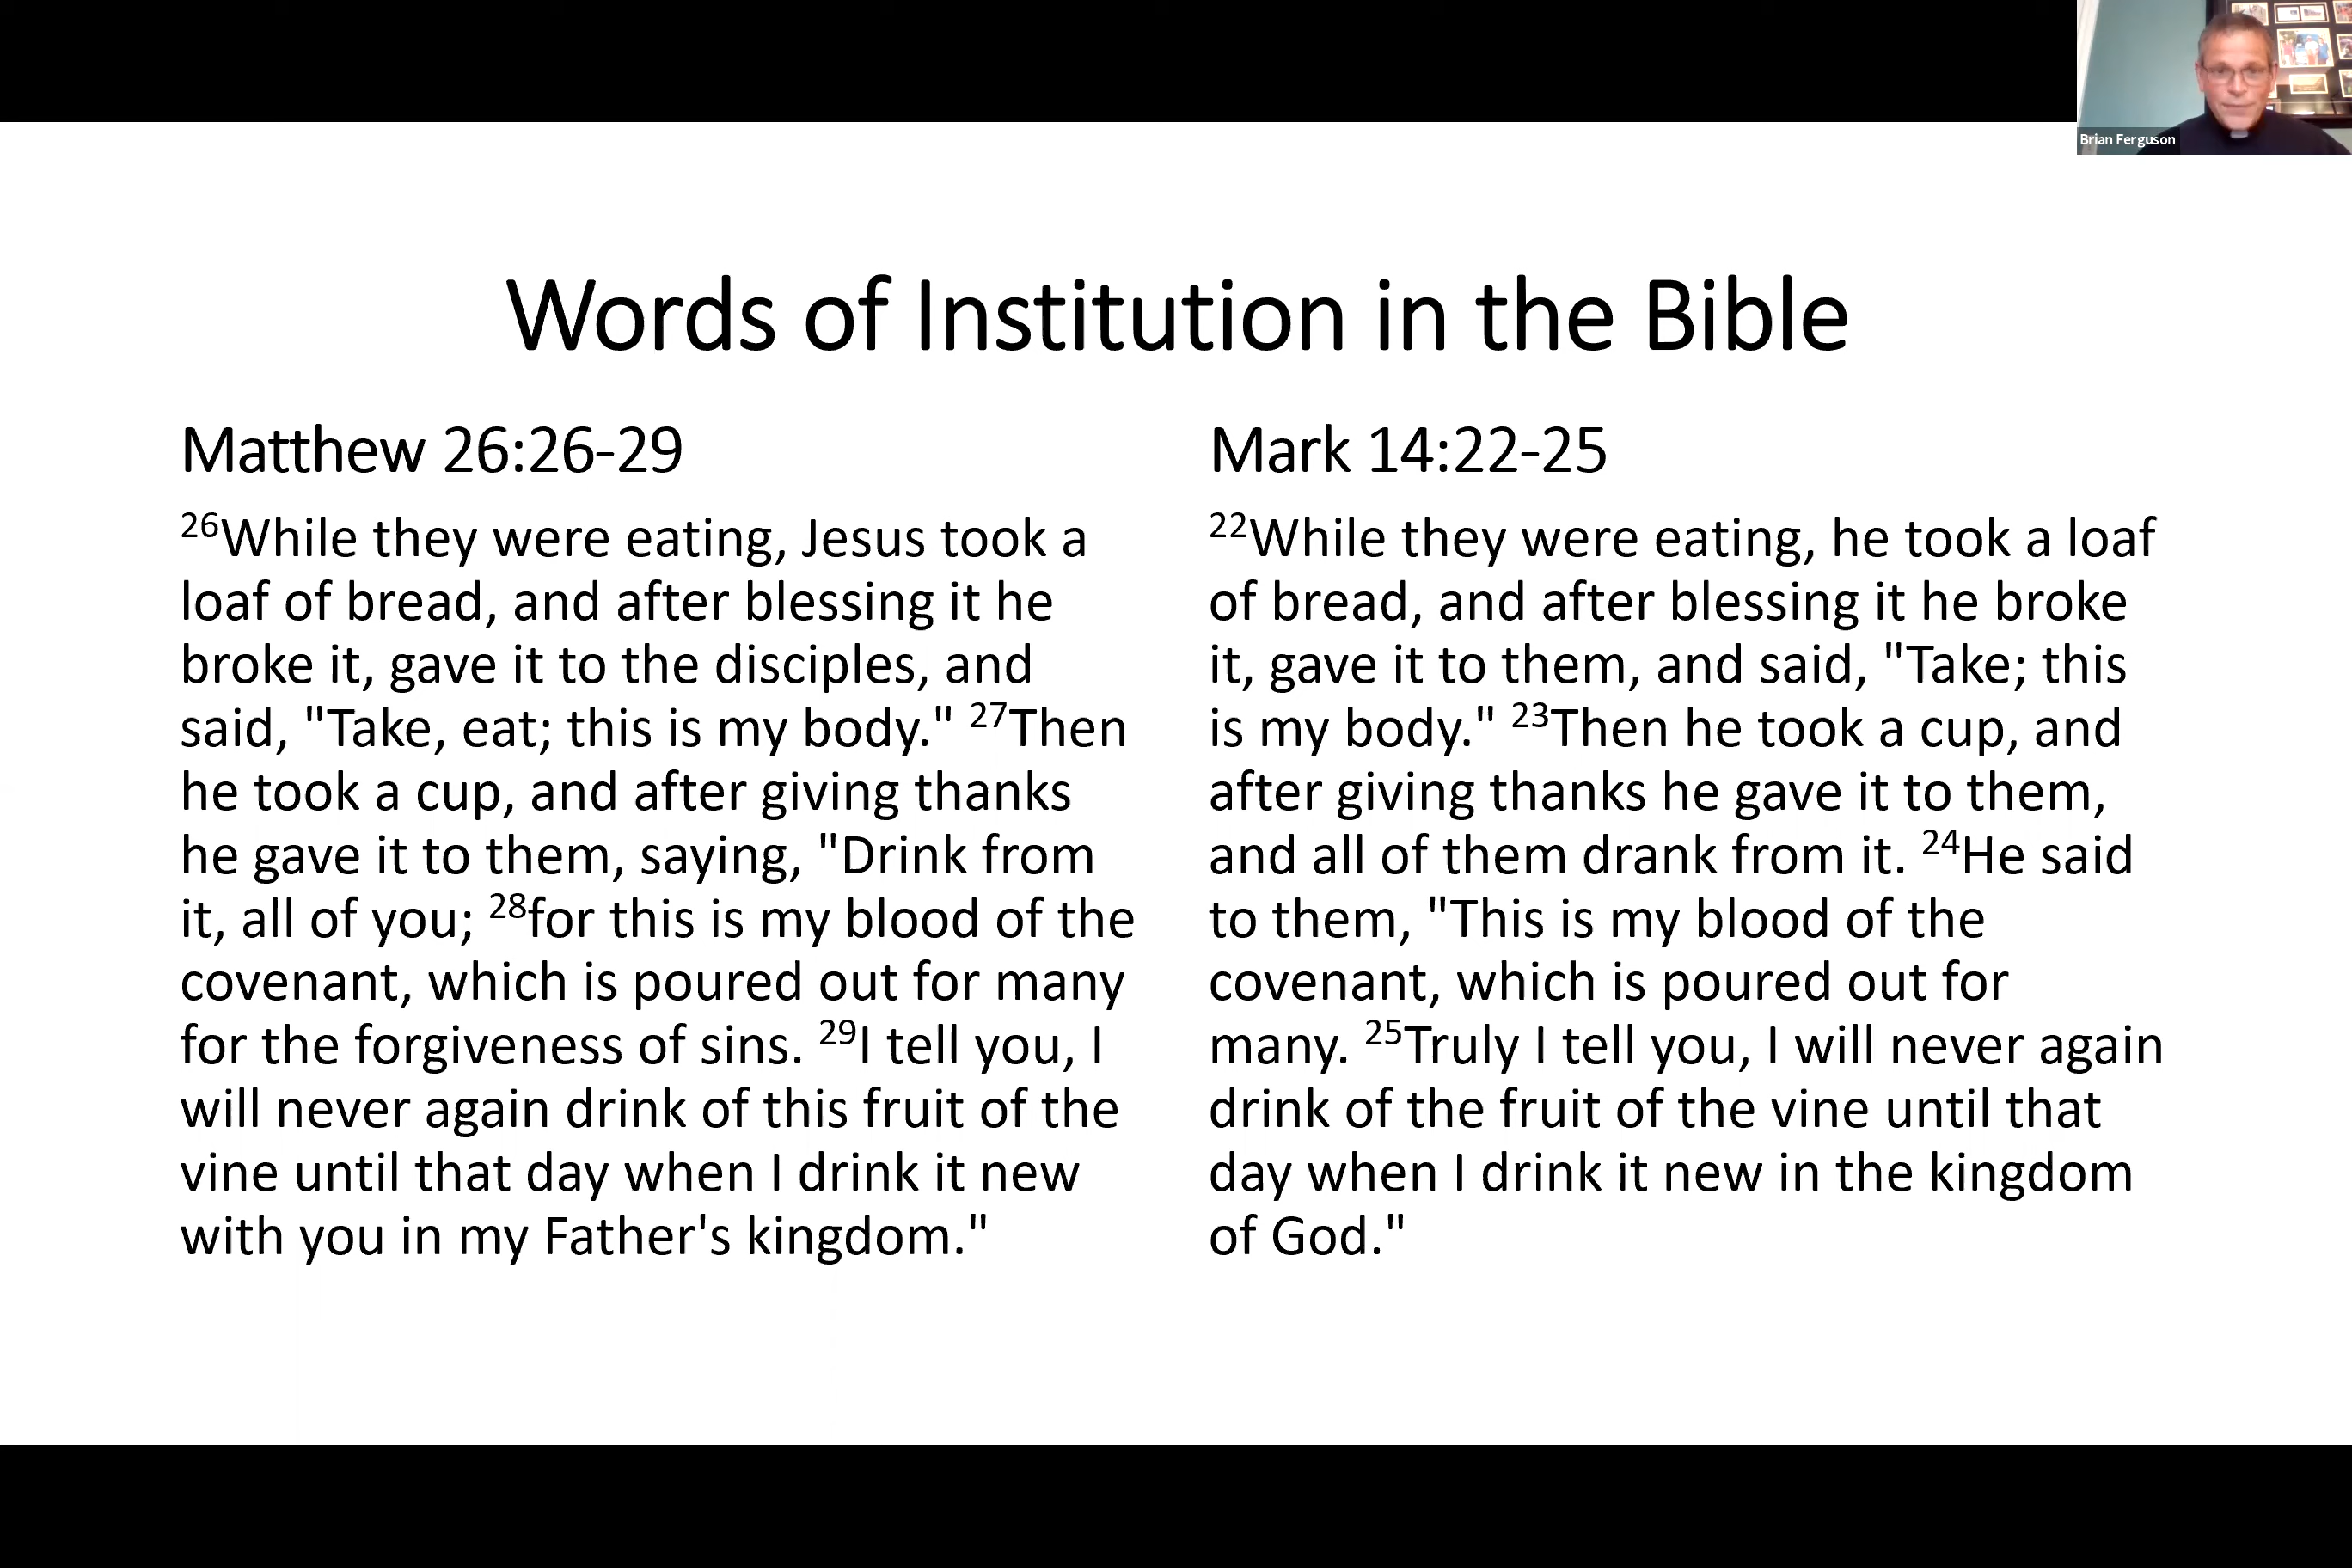 Brian Ferguson
Words of Institution in the Bible
Matthew 26:26-29
26While they were eating, Jesus took a
loaf of bread, and after blessing it he
broke it, gave it to the disciples, and
said, "Take, eat; this is my body." 27Then
he took a cup, and after giving thanks
he gave it to them, saying, "Drink from
it, all of you; 28for this is my blood of the
covenant, which is poured out for many
for the forgiveness of sins. 29I tell you, I
will never again drink of this fruit of the
vine until that day when I drink it new
with you in my Father's kingdom."
Mark 14:22-25
22While they were eating, he took a loaf
of bread, and after blessing it he broke
it, gave it to them, and said, "Take; this
is my body." 23Then he took a cup, and
after giving thanks he gave it to them,
and all of them drank from it. 24He said
to them, "This is my blood of the
covenant, which is poured out for
many. 25Truly I tell you, I will never again
drink of the fruit of the vine until that
day when I drink it new in the kingdom
of God."